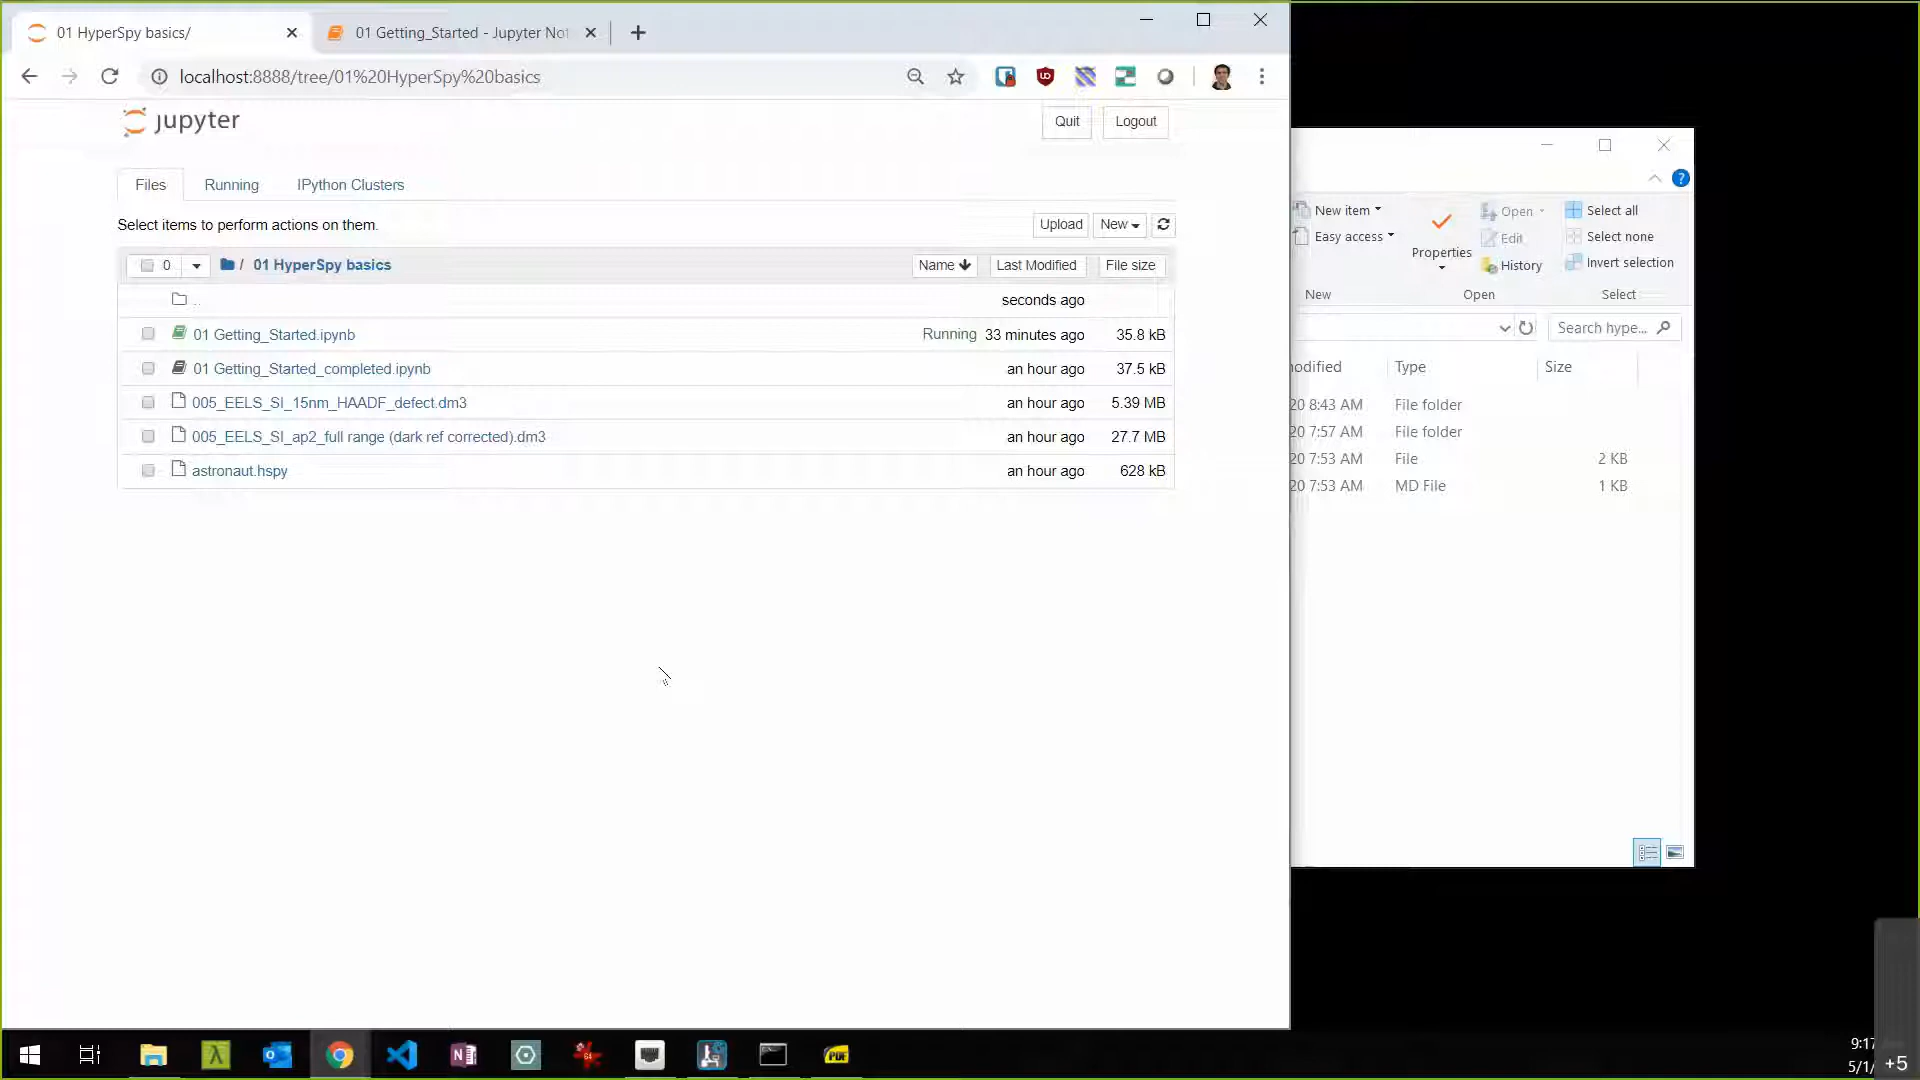 01 HyperSpy basics/
01 Getting_Started - Jupyter Not
localhost:8888/tree/01%20HyperSpy%20basics
jupyter
Quit
Logout
Files
Running
IPython Clusters
Select items to perform actions on them.
Upload
New
0
/ 01 HyperSpy basics
Name
Last Modified
File size
..
seconds ago
01 Getting_Started.ipynb
Running 33 minutes ago
35.8 kB
01 Getting_Started_completed.ipynb
an hour ago
37.5 kB
005_EELS_SI_15nm_HAADF_defect.dm3
an hour ago
5.39 MB
005_EELS_SI_ap2_full range (dark ref corrected).dm3
an hour ago
27.7 MB
astronaut.hspy
an hour ago
628 kB
New item
Easy access
New
Properties
Open
Edit
History
Open
Select all
Select none
Invert selection
Select
Search hype...
odified
Type
Size
20 8:43 AM
File folder
20 7:57 AM
File folder
20 7:53 AM
File
2 KB
20 7:53 AM
MD File
1 KB
PDF
9:17
5/1/
+5